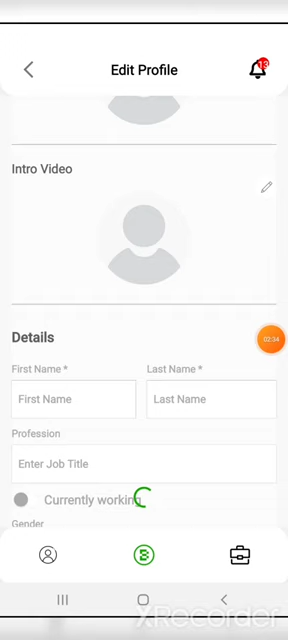 Edit Profile
13
Intro Video
02:34
Details
First Name * Last Name *
First Name Last Name
Profession
Enter Job Title
Currently working
Gender
XRecorder